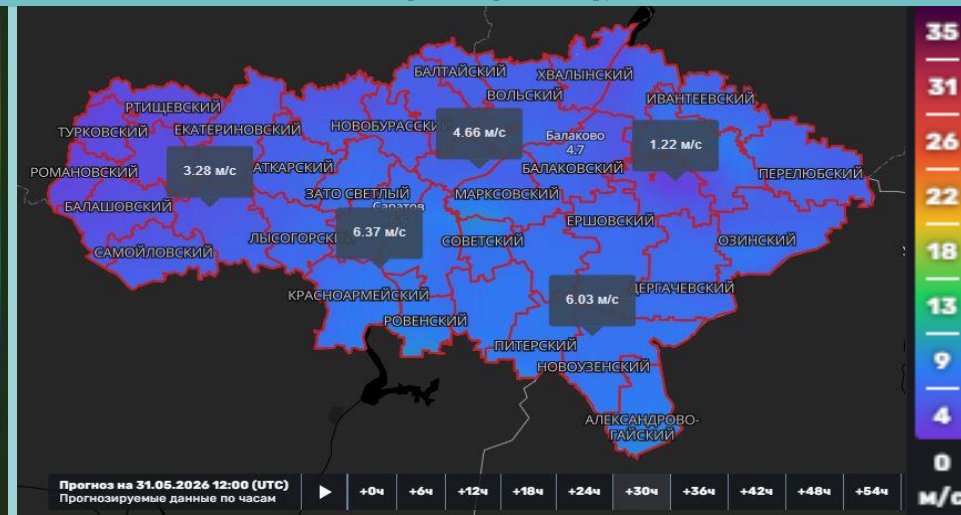 35
БАЛТАЙСКИЙ
ХВАЛЫНСКИЙ
31
ВОЛЬСКИЙ
ИВАНТЕЕВСКИЙ
РТИЩЕВСКИЙ
ТУРКОВСКИЙ
ЕКАТЕРИНОВСКИЙ
НОВОБУРАССКИ
4.66 м/с
Балаково
4.7
1.22 м/с
26
РОМАНОВСКИЙ
3.28 м/с
АТКАРСКИЙ
БАЛАКОВСКИЙ
ПЕРЕЛЮБСКИЙ
ЗАТО СВЕТЛЫЙ
МАРКСОВСКИЙ
22
БАЛАШОВСКИЙ
Саратов
ЕРШОВСКИЙ
6.37 м/с
ЛЫСОГОРСКИ
СОВЕТСКИЙ
ОЗИНСКИЙ
18
САМОЙЛОВСКИЙ
КРАСНОАРМЕЙСКИЙ
6.03 м/с
ДЕРГАЧЕВСКИЙ
13
РОВЕНСКИЙ
ПИТЕРСКИЙ
9
НОВОУЗЕНСКИЙ
АЛЕКСАНДРОВО-
ГАЙСКИЙ
4
0
м/с
Прогноз на 31.05.2026 12:00 (UTC)
Прогнозируемые данные по часам
+0ч +6ч +12ч +18ч +24ч +30ч +36ч +42ч +48ч +54ч